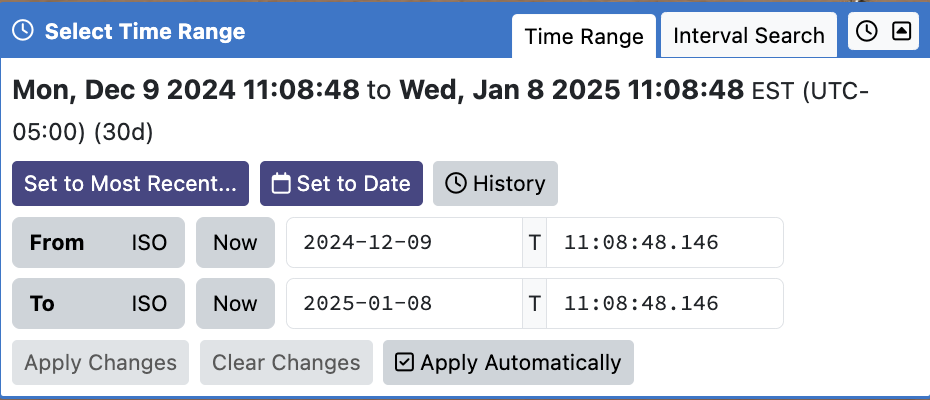 Select Time Range
Time Range
Interval Search
Mon, Dec 9 2024 11:08:48 to Wed, Jan 8 2025 11:08:48 EST (UTC-
05:00) (30d)
Set to Most Recent... Set to Date History
From ISO Now 2024-12-09 T 11:08:48.146
To ISO Now 2025-01-08 T 11:08:48.146
Apply Changes Clear Changes Apply Automatically